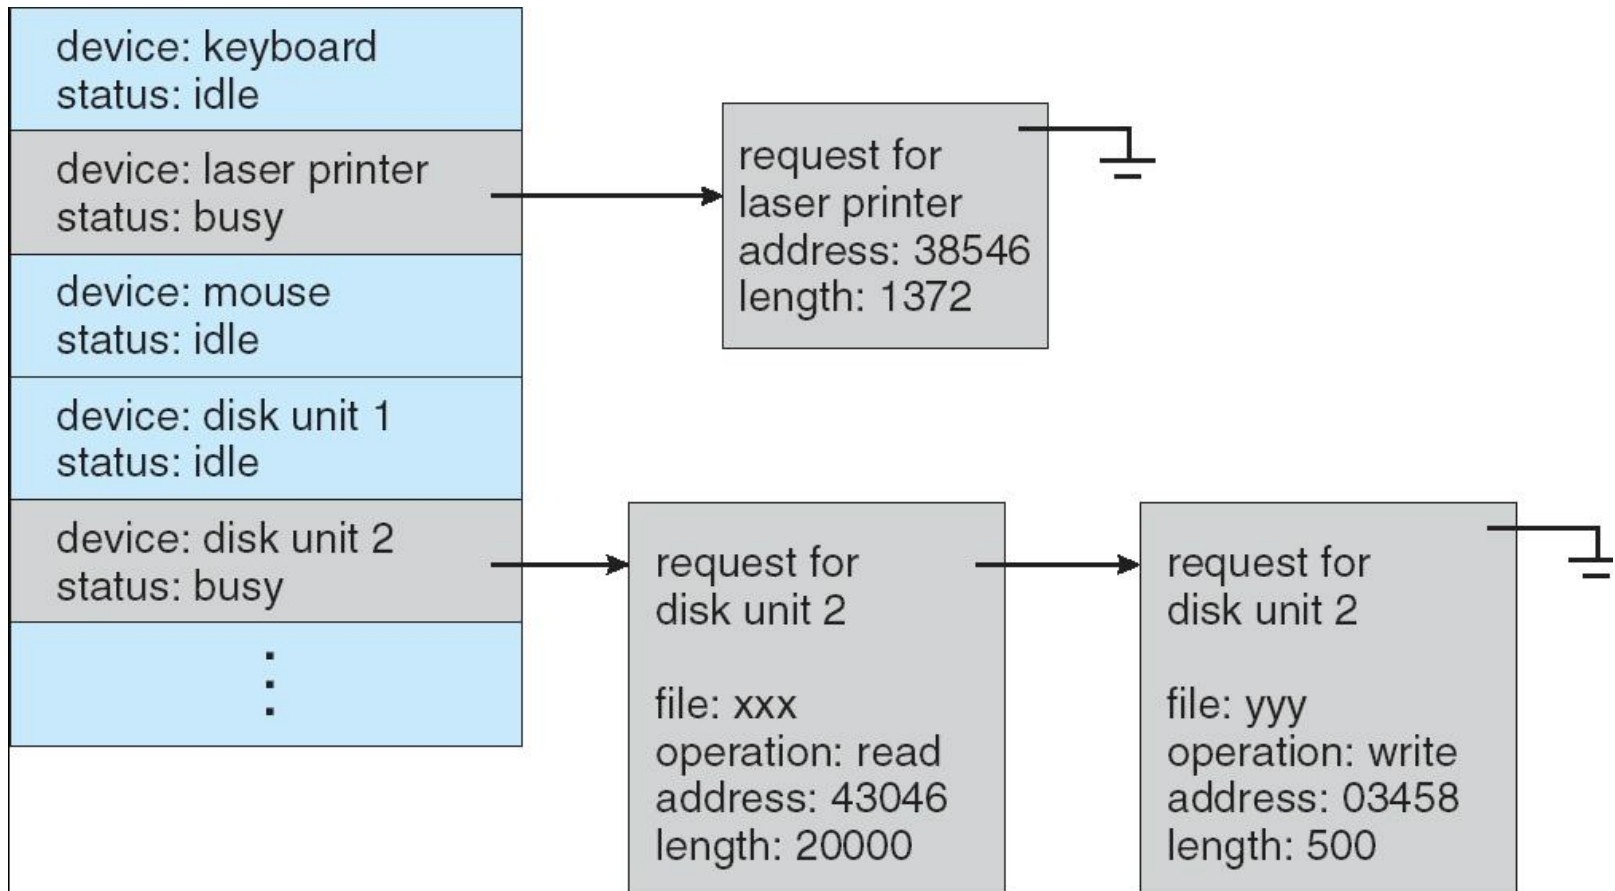 device: keyboard
status: idle
device: laser printer
status: busy
device: mouse
status: idle
device: disk unit 1
status: idle
device: disk unit 2
status: busy
request for
laser printer
address: 38546
length: 1372
request for
disk unit 2
file: xxx
operation: read
address: 43046
length: 20000
request for
disk unit 2
file: yyy
operation: write
address: 03458
length: 500